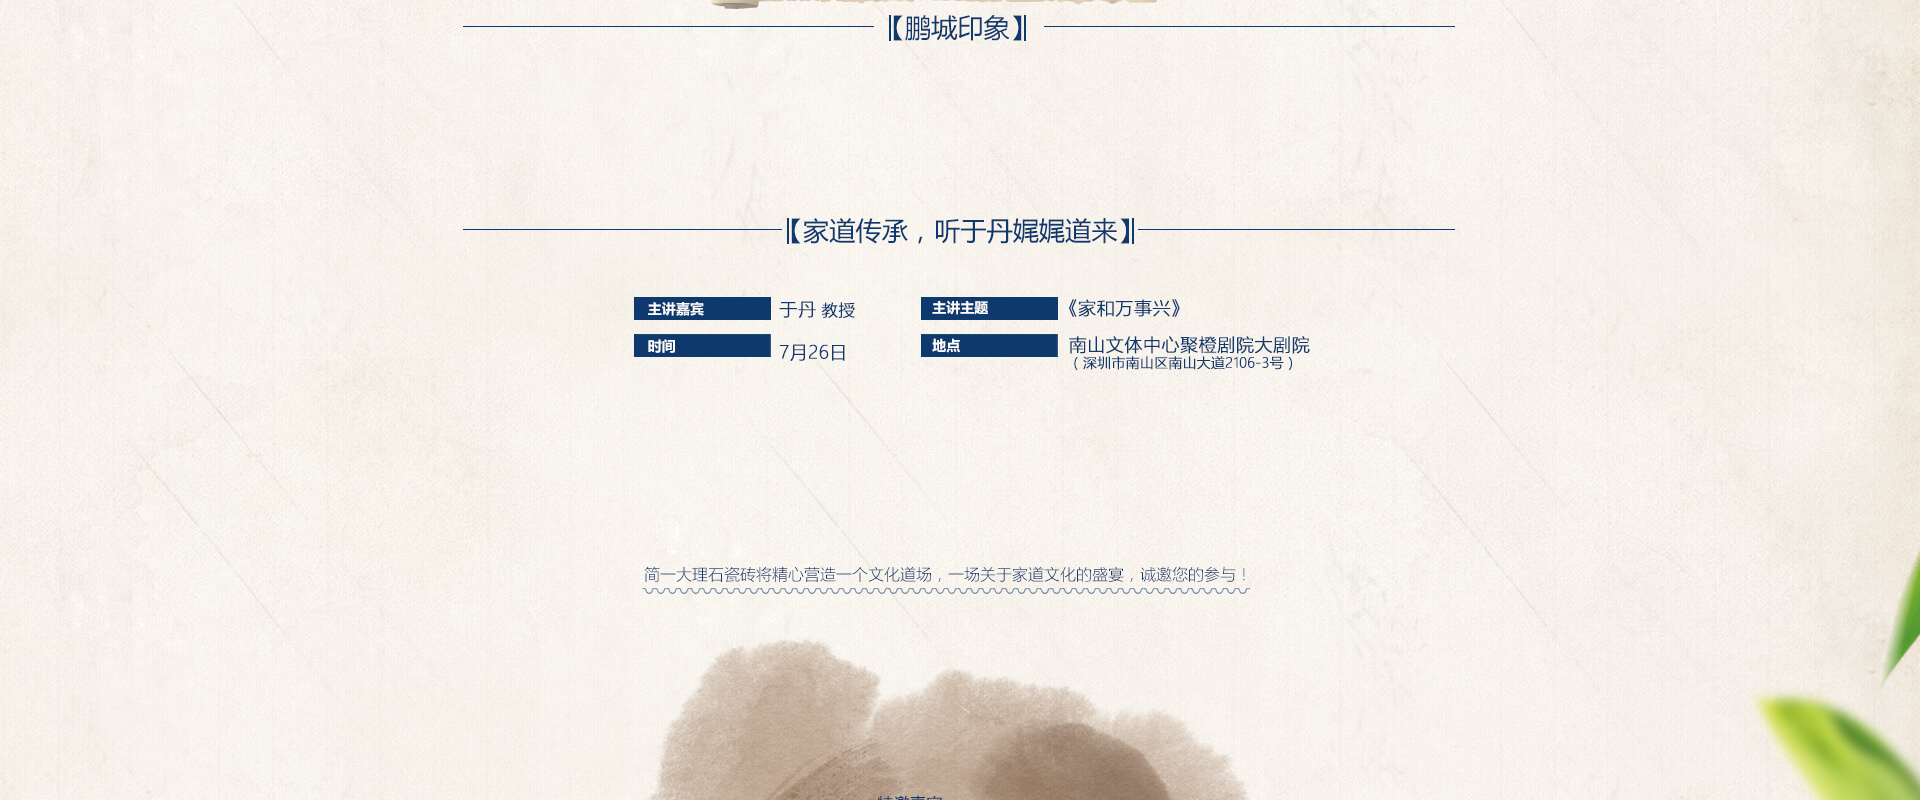 【鹏城印象】
【家道传承，听于丹娓娓道来】
主讲嘉宾 于丹 教授
主讲主题 《家和万事兴》
时间 7月26日
地点 南山文体中心聚橙剧院大剧院
（深圳市南山区南山大道2106-3号）
简一大理石瓷砖将精心营造一个文化道场，一场关于家道文化的盛宴，诚邀您的参与！